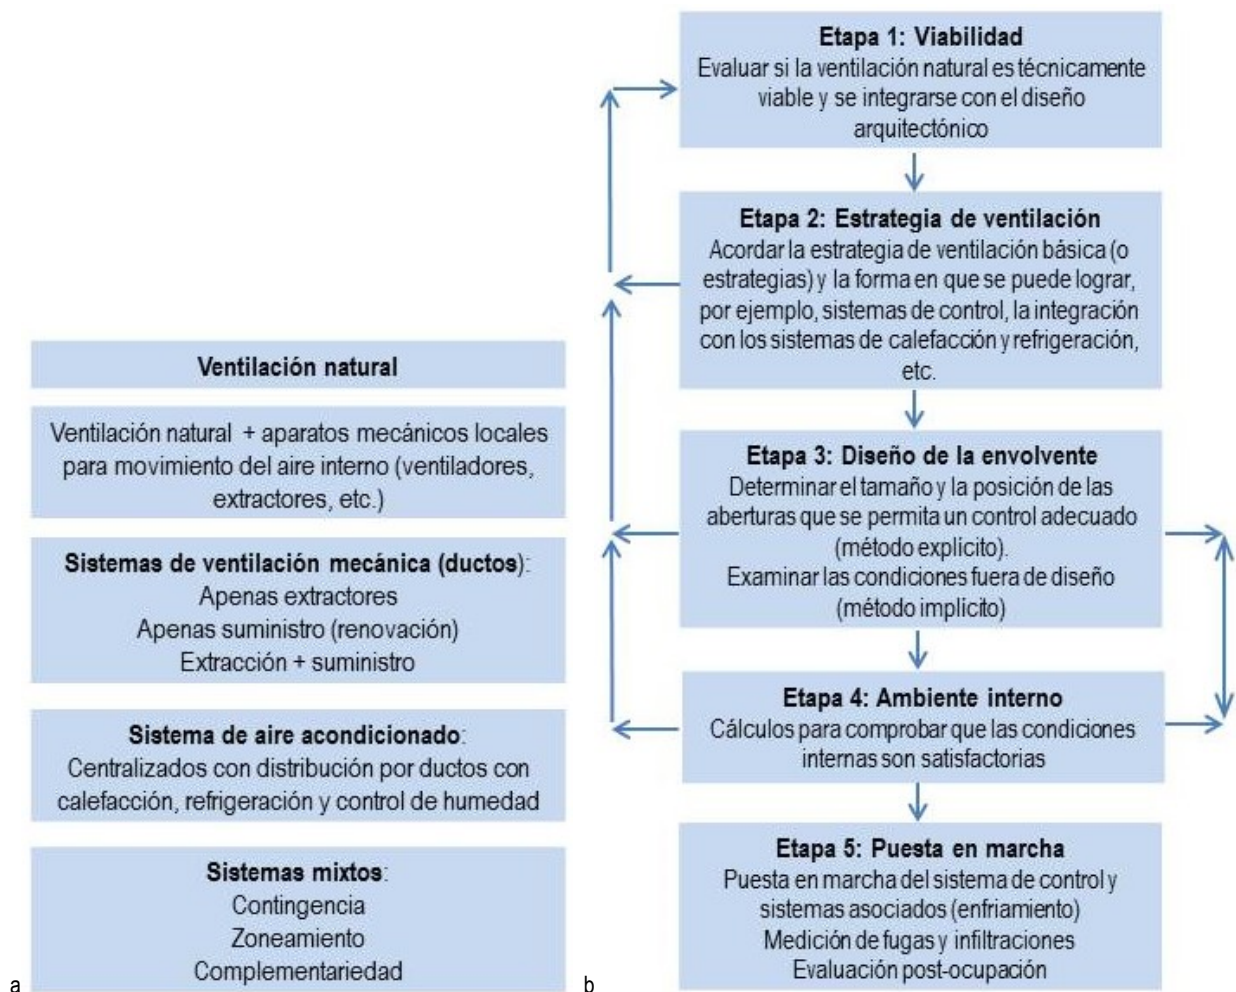 Ventilación natural
Ventilación natural + aparatos mecánicos locales
para movimiento del aire interno (ventiladores,
extractores, etc.)
Sistemas de ventilación mecánica (ductos):
Apenas extractores
Apenas suministro (renovación)
Extracción + suministro
Sistema de aire acondicionado:
Centralizados con distribución por ductos con
calefacción, refrigeración y control de humedad
Sistemas mixtos:
Contingencia
Zoneamiento
Complementariedad
a
Etapa 1: Viabilidad
Evaluar si la ventilación natural es técnicamente
viable y se integrarse con el diseño
arquitectónico
Etapa 2: Estrategia de ventilación
Acordar la estrategia de ventilación básica (o
estrategias) y la forma en que se puede lograr,
por ejemplo, sistemas de control, la integración
con los sistemas de calefacción y refrigeración,
etc.
Etapa 3: Diseño de la envolvente
Determinar el tamaño y la posición de las
aberturas que se permita un control adecuado
(método explícito).
Examinar las condiciones fuera de diseño
(método implícito)
Etapa 4: Ambiente interno
Cálculos para comprobar que las condiciones
internas son satisfactorias
Etapa 5: Puesta en marcha
Puesta en marcha del sistema de control y
sistemas asociados (enfriamiento)
Medición de fugas y infiltraciones
Evaluación post-ocupación
b